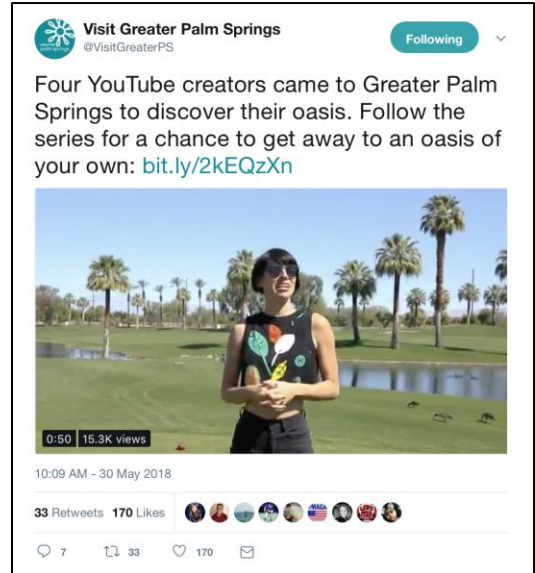 Visit Greater Palm Springs
@VisitGreaterPS
Following
Four YouTube creators came to Greater Palm
Springs to discover their oasis. Follow the
series for a chance to get away to an oasis of
your own: bit.ly/2kEQzXn
0:50 15.3K views
10:09 AM - 30 May 2018
33 Retweets 170 Likes
MAGA
7 33 170